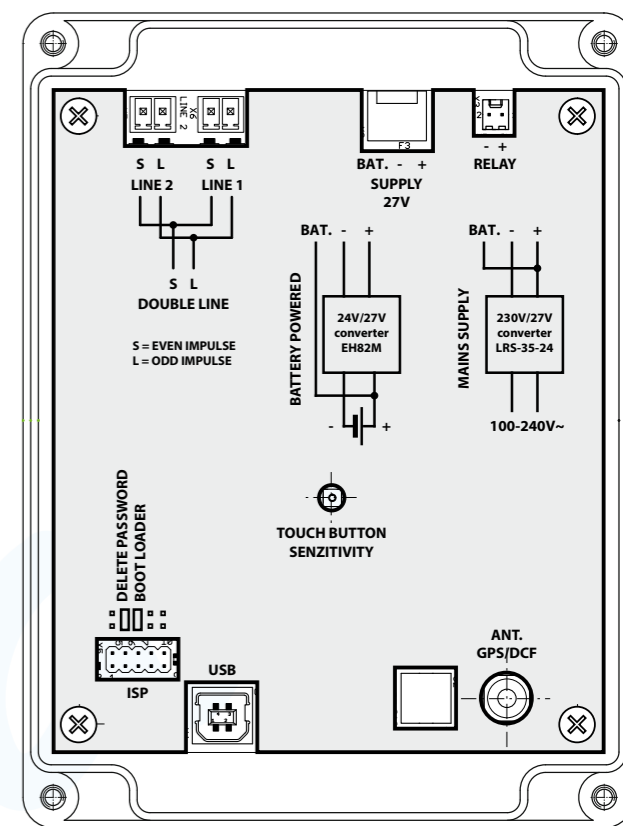 X6
LINE 2
F3
X3
2
S L S L
LINE 2 LINE 1
BAT. - +
SUPPLY
27V
- +
RELAY
S L
DOUBLE LINE
S = EVEN IMPULSE
L = ODD IMPULSE
BATTERY POWERED
BAT. - +
24V/27V
converter
EH82M
- +
MAINS SUPPLY
BAT. - +
230V/27V
converter
LRS-35-24
100-240V~
TOUCH BUTTON
SENZITIVITY
DELETE PASSWORD
BOOT LOADER
ISP
USB
ANT.
GPS/DCF